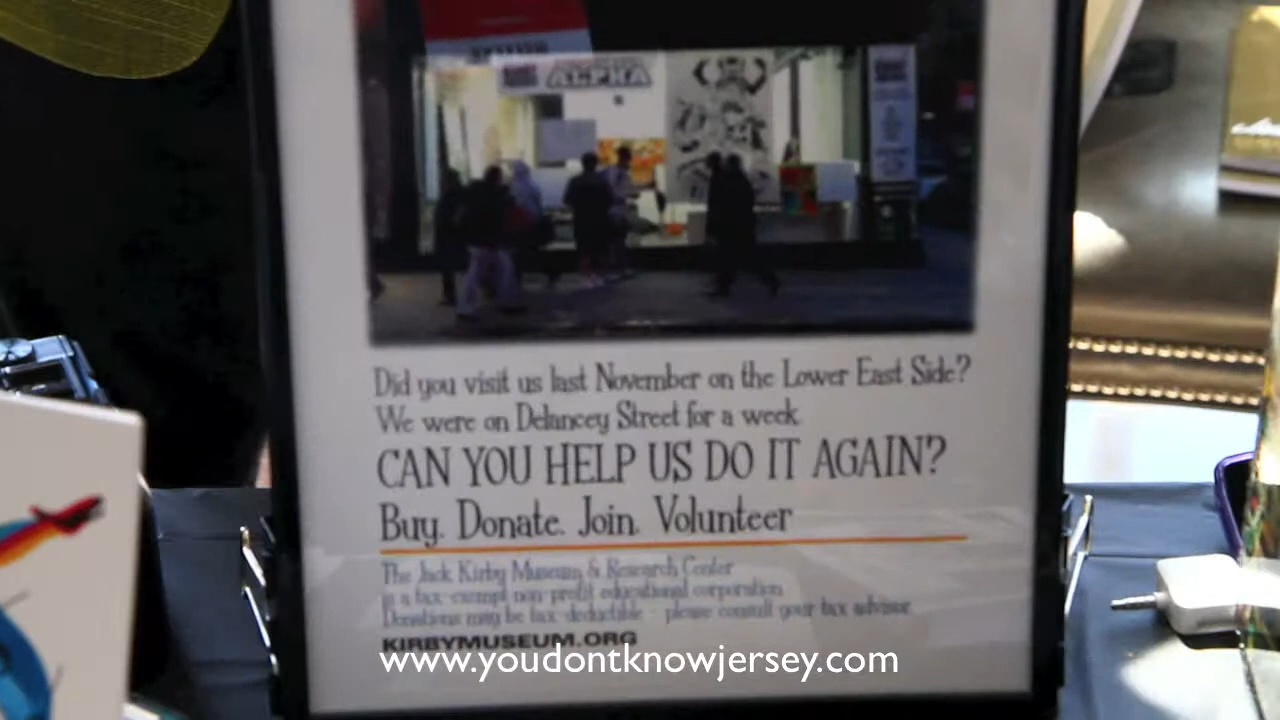 ALPHA
Did you visit us last November on the Lower East Side?
We were on Delancey Street for a week.
CAN YOU HELP US DO IT AGAIN?
Buy. Donate. Join. Volunteer
The Jack Kirby Museum & Research Center
is a tax-exempt non-profit educational corporation
Donations may be tax-deductible - please consult your tax advisor
KIRBYMUSEUM.ORG
www.youdontknowjersey.com